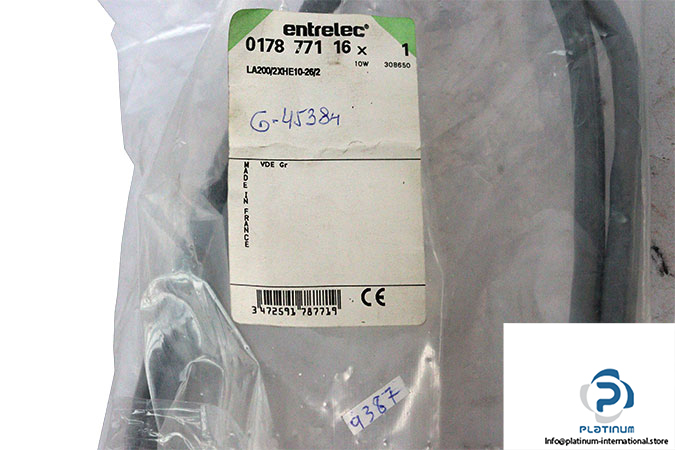 entrelec®
0178 771 16 x 1
10W 308650
LA200/2XHE10-26/2
G-45384
VDE Gr
MADE IN FRANCE
3 472591 787719
CE
9387
PLATINUM
Info@platinum-international.store